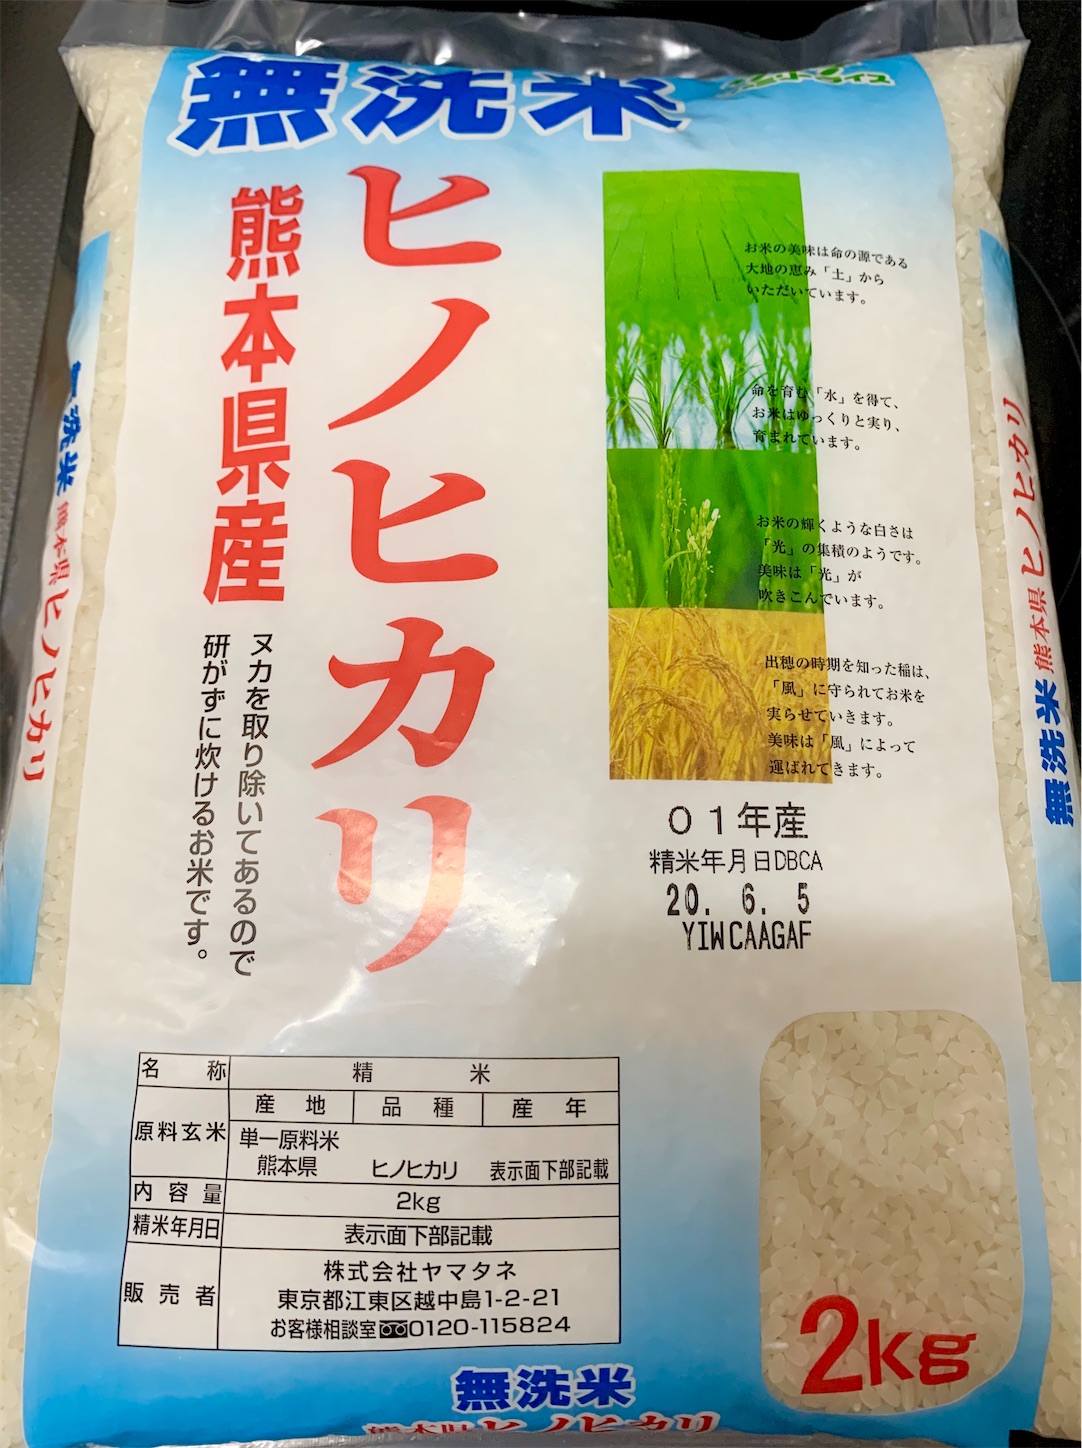 無洗米
ヒノヒカリ
熊本県産
ヌカを取り除いてあるので
研がずに炊けるお米です。
お米の美味は命の源である
大地の恵み「土」から
いただいています。
命を育む「水」を得て、
お米はゆっくりと実り、
育まれています。
お米の輝くような白さは
「光」の集積のようです。
美味は「光」が
吹きこんでいます。
出穂の時期を知った稲は、
「風」に守られてお米を
実らせていきます。
美味は「風」によって
運ばれてきます。
01年産
精米年月日DBCA
20. 6. 5
YIWCAAGAF
名称 精米
原料玄米 産地 品種 産年
単一原料米
熊本県 ヒノヒカリ 表示面下部記載
内容量 2kg
精米年月日 表示面下部記載
販売者 株式会社ヤマタネ
東京都江東区越中島1-2-21
お客様相談室 0120-115824
2kg
無洗米
熊本県 ヒノヒカリ
無洗米 熊本県 ヒノヒカリ
無洗米 熊本県 ヒノヒカリ